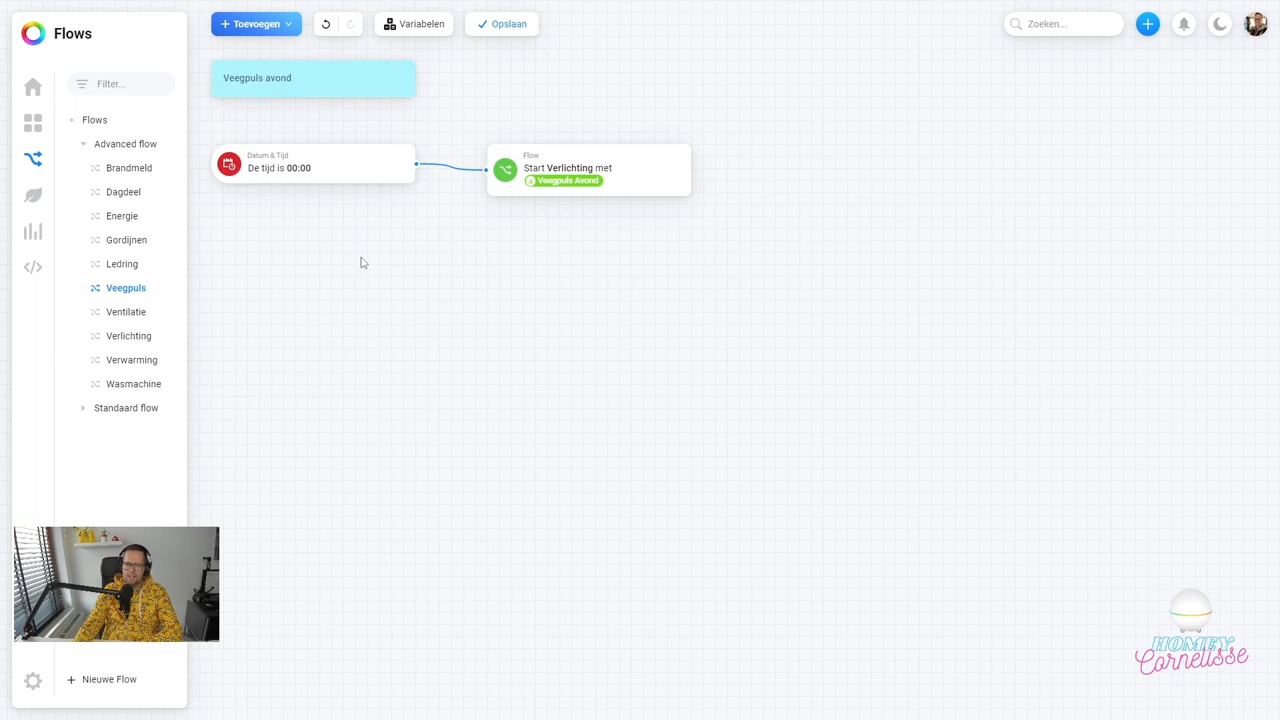 Flows
Toevoegen
Variabelen
Opslaan
Zoeken...
Filter...
Flows
Advanced flow
Brandmeld
Dagdeel
Energie
Gordijnen
Ledring
Veegpuls
Ventilatie
Verlichting
Verwarming
Wasmachine
Standaard flow
Nieuwe Flow
Veegpuls avond
Datum & Tijd
De tijd is 00:00
Flow
Start Verlichting met
Veegpuls Avond
HOMEY
Cornelisse